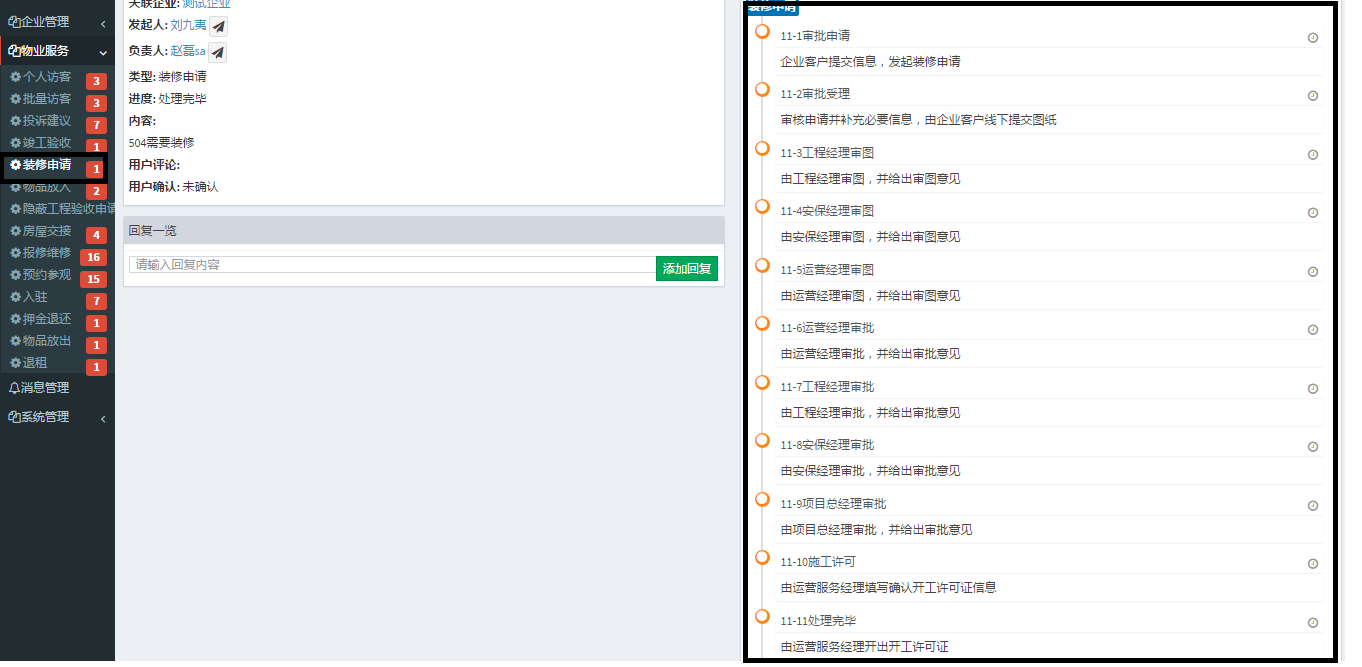 企业管理
物业服务
个人访客 3
批量访客 3
投诉建议 7
竣工验收 1
装修申请 1
物品放入 2
隐蔽工程验收申请
房屋交接 4
报修维修 16
预约参观 15
入驻 7
押金退还 1
物品放出 1
退租 1
消息管理
系统管理
关联企业: 测试企业
发起人: 刘九夷
负责人: 赵磊sa
类型: 装修申请
进度: 处理完毕
内容:
504需要装修
用户评论:
用户确认: 未确认
回复一览
请输入回复内容
添加回复
装修申请
11-1审批申请
企业客户提交信息，发起装修申请
11-2审批受理
审核申请并补充必要信息，由企业客户线下提交图纸
11-3工程经理审图
由工程经理审图，并给出审图意见
11-4安保经理审图
由安保经理审图，并给出审图意见
11-5运营经理审图
由运营经理审图，并给出审图意见
11-6运营经理审批
由运营经理审批，并给出审批意见
11-7工程经理审批
由工程经理审批，并给出审批意见
11-8安保经理审批
由安保经理审批，并给出审批意见
11-9项目总经理审批
由项目总经理审批，并给出审批意见
11-10施工许可
由运营服务经理填写确认开工许可证信息
11-11处理完毕
由运营服务经理开出开工许可证